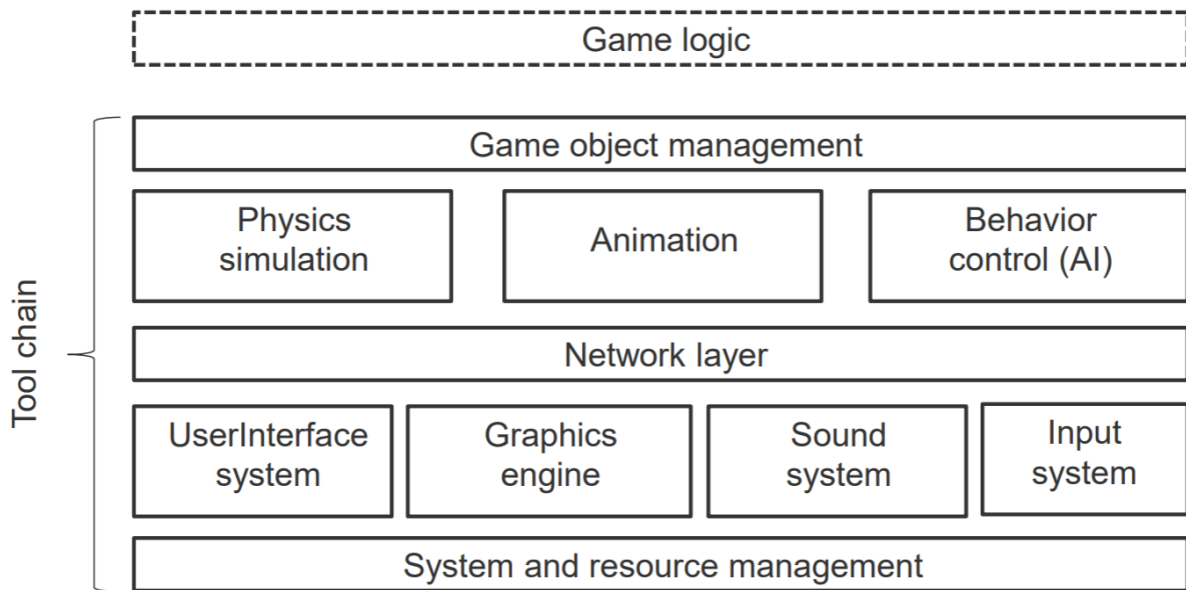 Game logic
Game object management
Physics
simulation
Animation
Behavior
control (AI)
Tool chain
Network layer
UserInterface
system
Graphics
engine
Sound
system
Input
system
System and resource management